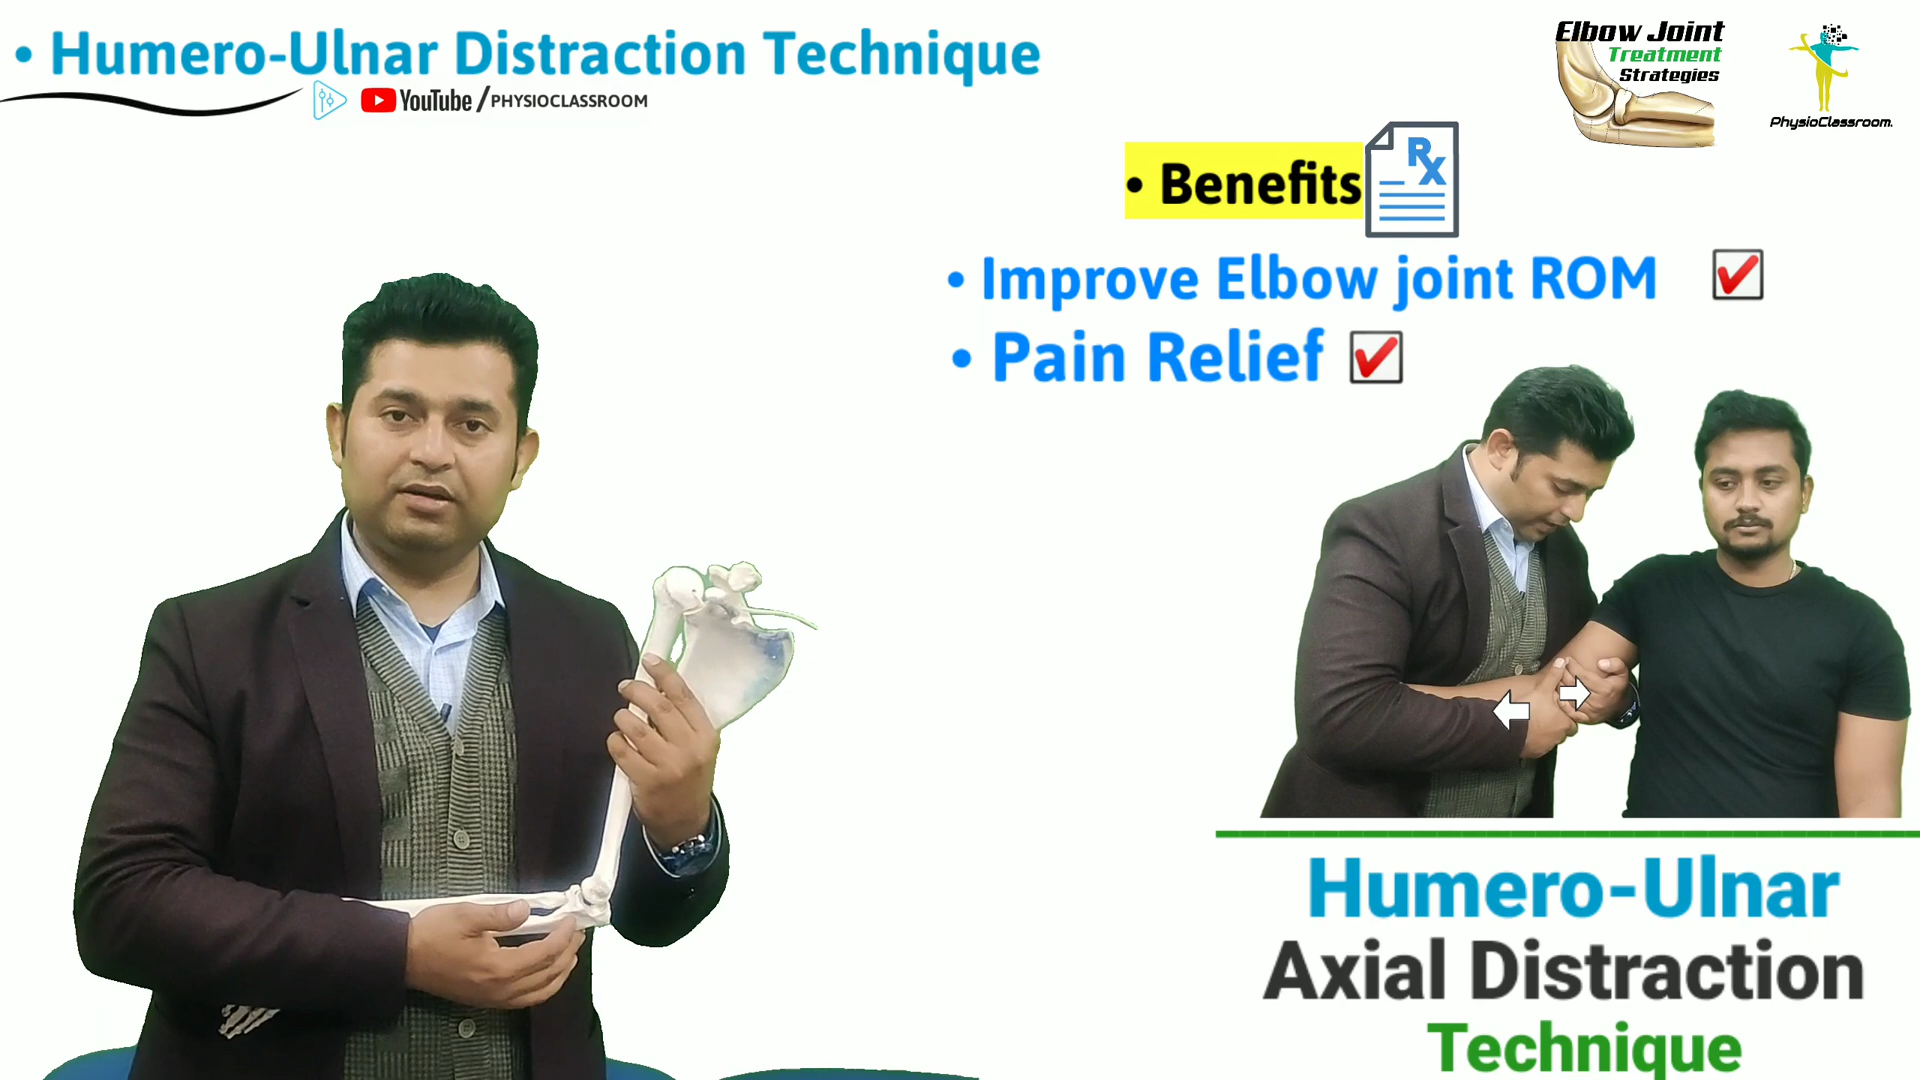 • Humero-Ulnar Distraction Technique
YouTube /PHYSIOCLASSROOM
Elbow Joint
Treatment
Strategies
PhysioClassroom.
• Benefits
Rx
• Improve Elbow joint ROM
• Pain Relief
Humero-Ulnar
Axial Distraction
Technique